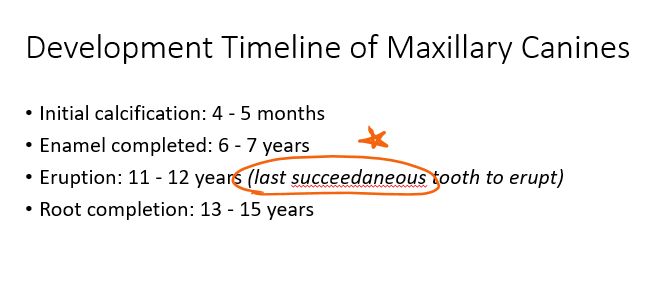 Development Timeline of Maxillary Canines
• Initial calcification: 4 - 5 months
• Enamel completed: 6 - 7 years
• Eruption: 11 - 12 years (last succeedaneous tooth to erupt)
• Root completion: 13 - 15 years